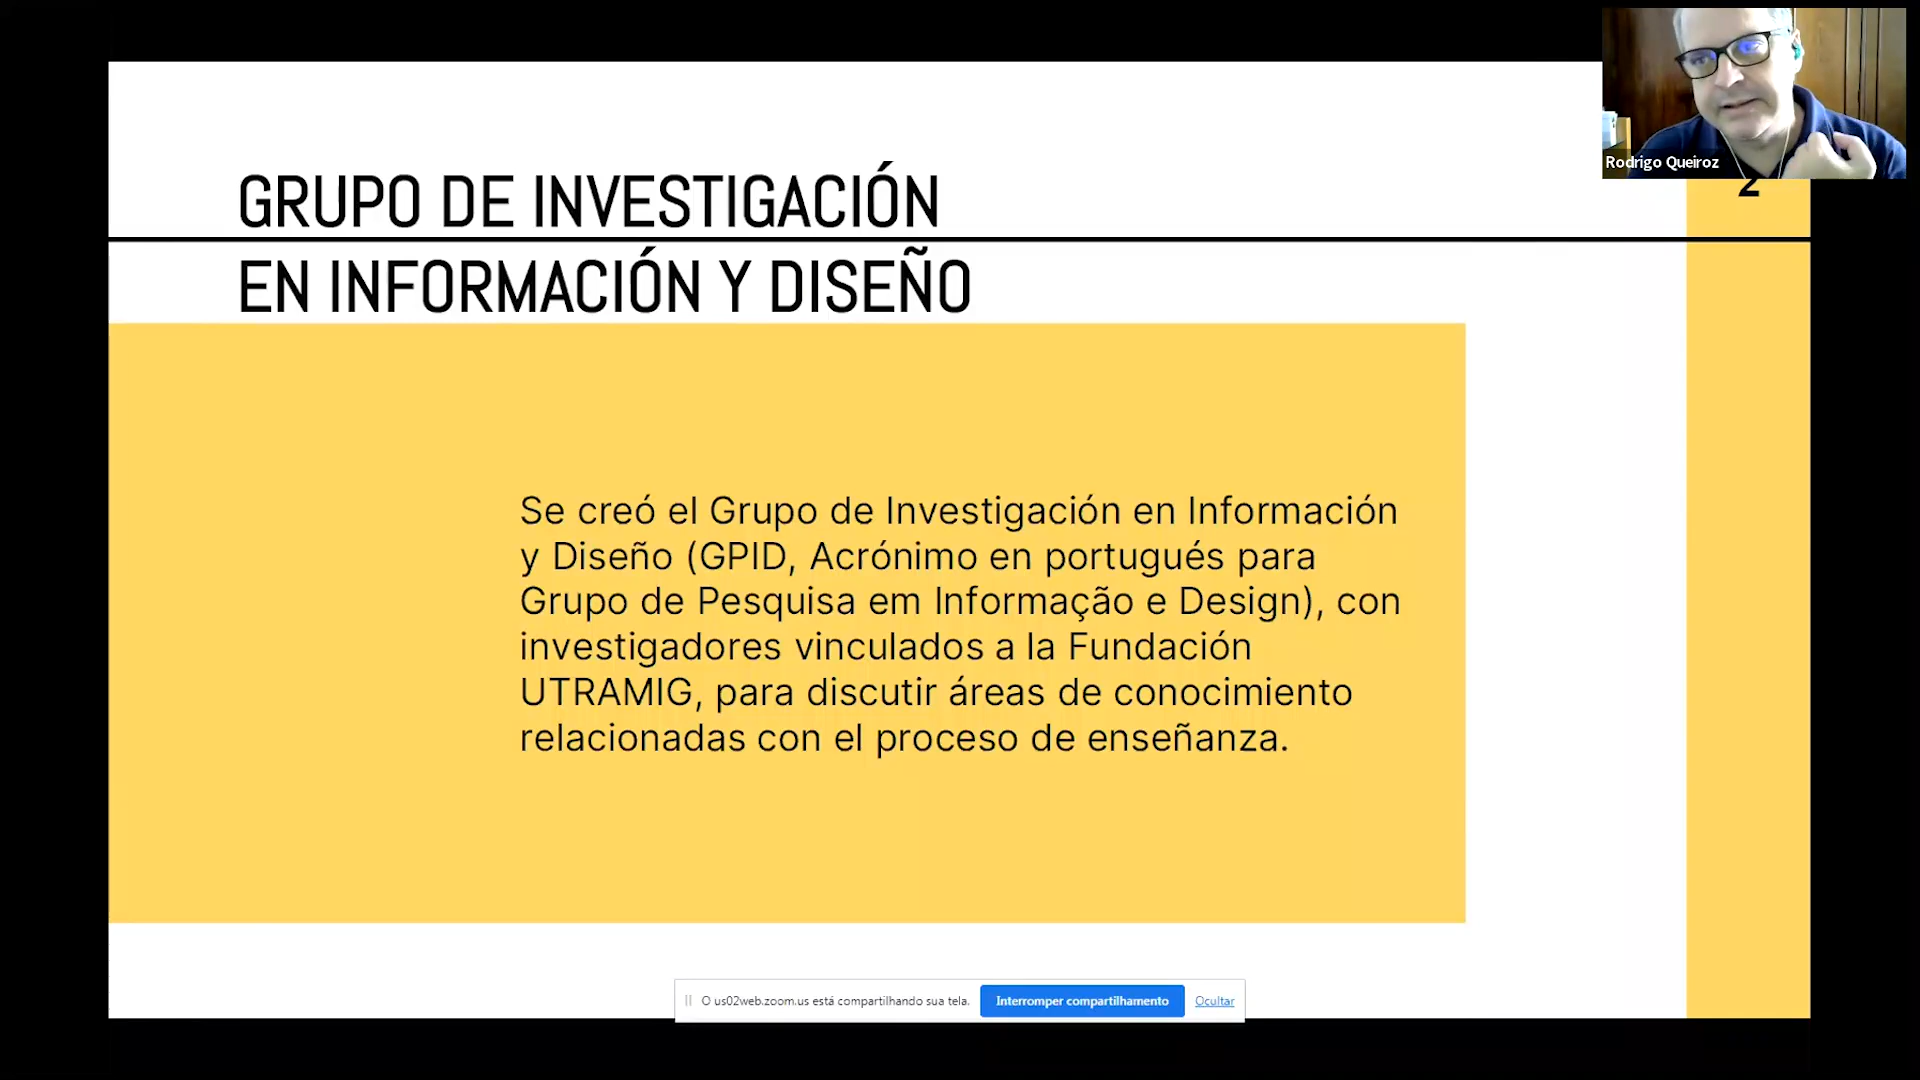 Rodrigo Queiroz
2
GRUPO DE INVESTIGACIÓN
EN INFORMACIÓN Y DISEÑO
Se creó el Grupo de Investigación en Información
y Diseño (GPID, Acrónimo en portugués para
Grupo de Pesquisa em Informação e Design), con
investigadores vinculados a la Fundación
UTRAMIG, para discutir áreas de conocimiento
relacionadas con el proceso de enseñanza.
O us02web.zoom.us está compartilhando sua tela. Interromper compartilhamento Ocultar